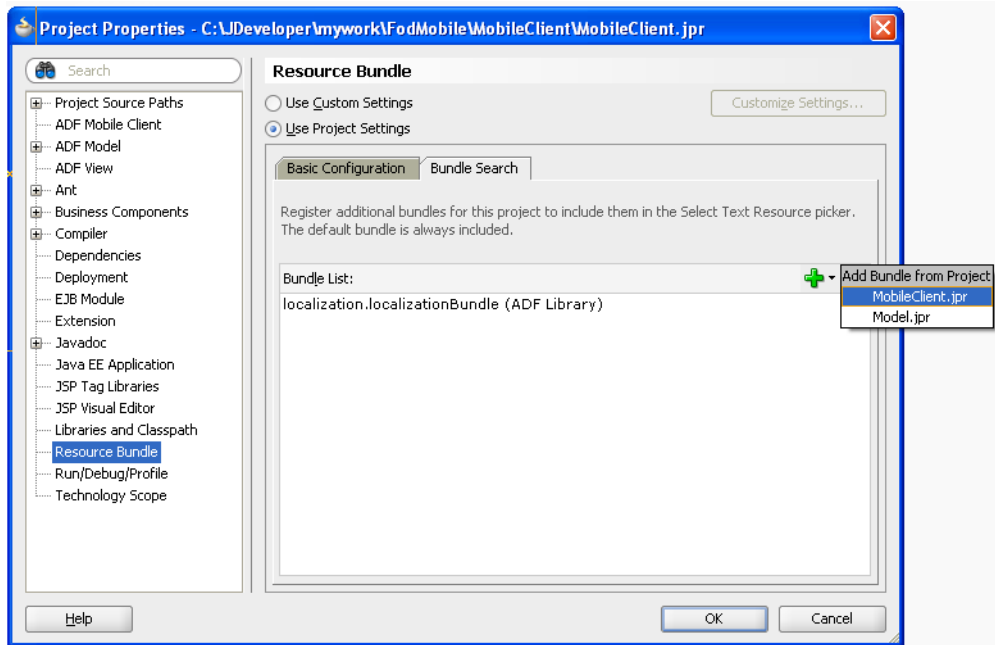 Project Properties - C:\JDeveloper\mywork\FodMobile\MobileClient\MobileClient.jpr
Search
Project Source Paths
ADF Mobile Client
ADF Model
ADF View
Ant
Business Components
Compiler
Dependencies
Deployment
EJB Module
Extension
Javadoc
Java EE Application
JSP Tag Libraries
JSP Visual Editor
Libraries and Classpath
Resource Bundle
Run/Debug/Profile
Technology Scope
Resource Bundle
Use Custom Settings
Customize Settings...
Use Project Settings
Basic Configuration
Bundle Search
Register additional bundles for this project to include them in the Select Text Resource picker.
The default bundle is always included.
Bundle List:
Add Bundle from Project
MobileClient.jpr
Model.jpr
localization.localizationBundle (ADF Library)
Help
OK
Cancel